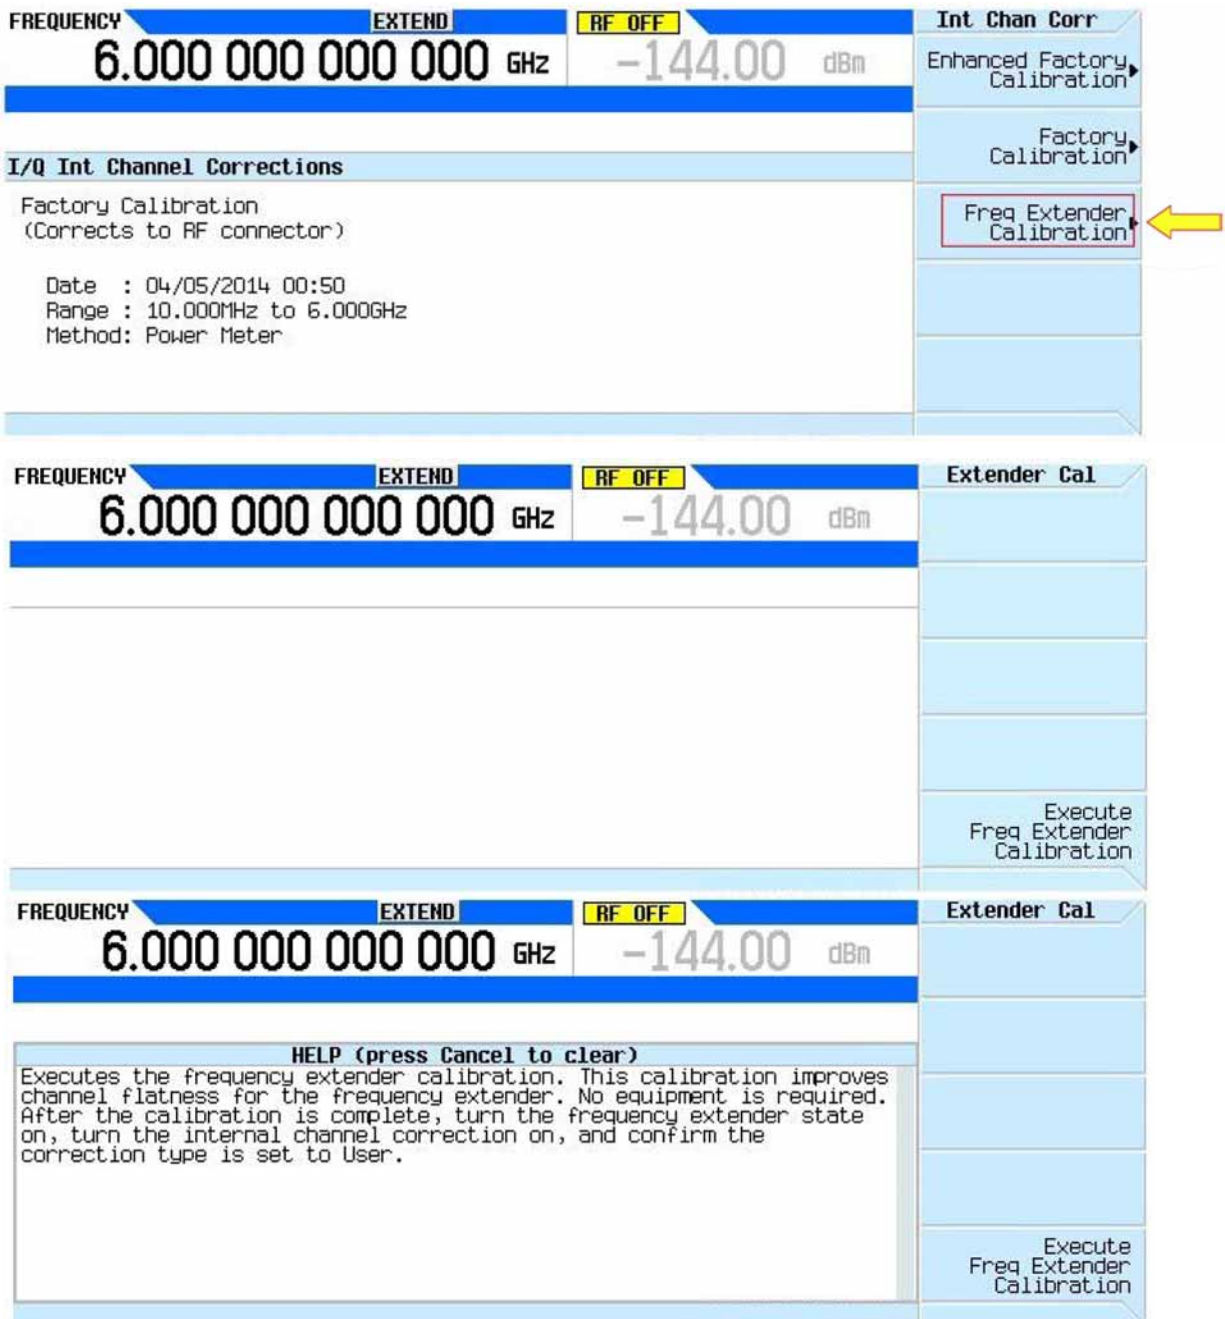 FREQUENCY EXTEND RF OFF Int Chan Corr
6.000 000 000 000 GHz -144.00 dBm
Enhanced Factory
Calibration
Factory
Calibration
I/Q Int Channel Corrections
Factory Calibration
(Corrects to RF connector)
Freq Extender
Calibration
Date : 04/05/2014 00:50
Range : 10.000MHz to 6.000GHz
Method: Power Meter
FREQUENCY EXTEND RF OFF Extender Cal
6.000 000 000 000 GHz -144.00 dBm
Execute
Freq Extender
Calibration
FREQUENCY EXTEND RF OFF Extender Cal
6.000 000 000 000 GHz -144.00 dBm
HELP (press Cancel to clear)
Executes the frequency extender calibration. This calibration improves
channel flatness for the frequency extender. No equipment is required.
After the calibration is complete, turn the frequency extender state
on, turn the internal channel correction on, and confirm the
correction type is set to User.
Execute
Freq Extender
Calibration